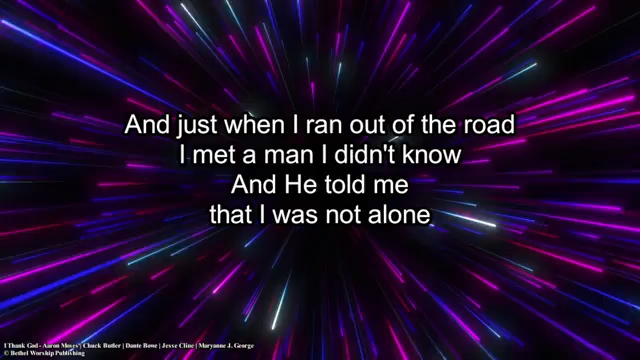 And just when I ran out of the road
I met a man I didn't know
And He told me
that I was not alone
I Thank God - Aaron Moses | Chuck Butler | Dante Bowe | Jesse Cline | Maryanne J. George
© Bethel Worship Publishing